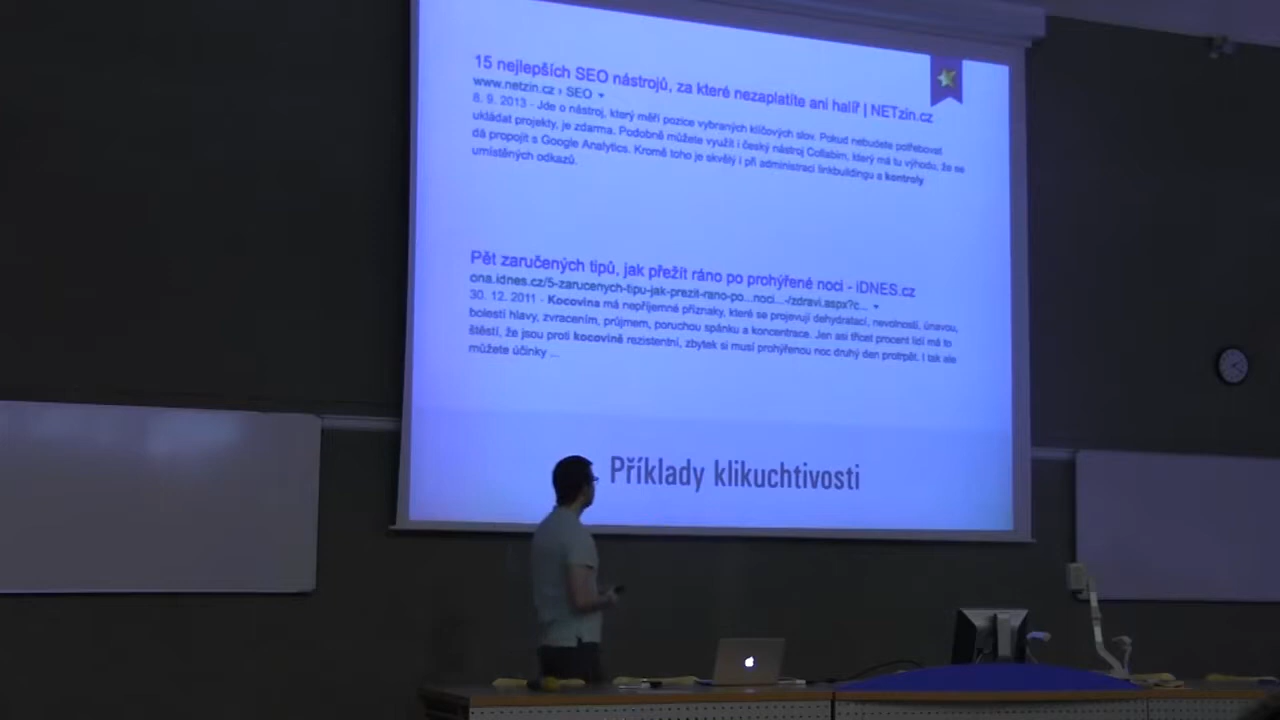 15 nejlepších SEO nástrojů, za které nezaplatíte ani halíř | NETzin.cz
www.netzin.cz › SEO
8. 9. 2013 - Jde o nástroj, který měří pozice vybraných klíčových slov. Pokud nebudete potřebovat
ukládat projekty, je zdarma. Podobně můžete využít i český nástroj Collabim, který má tu výhodu, že se
dá propojit s Google Analytics. Kromě toho je skvělý i při administraci linkbuildingu a kontroly
umístěných odkazů.
Pět zaručených tipů, jak přežít ráno po prohýřené noci - iDNES.cz
ona.idnes.cz/5-zarucenych-tipu-jak-prezit-rano-po...noci...-/zdravi.aspx?c...
30. 12. 2011 - Kocovina má nepříjemné příznaky, které se projevují dehydratací, nevolností, únavou,
bolestí hlavy, zvracením, průjmem, poruchou spánku a koncentrace. Jen asi třicet procent lidí má to
štěstí, že jsou proti kocovině rezistentní, zbytek si musí prohýřenou noc druhý den protrpět. I tak ale
můžete účinky ...
Příklady klikuchtivosti